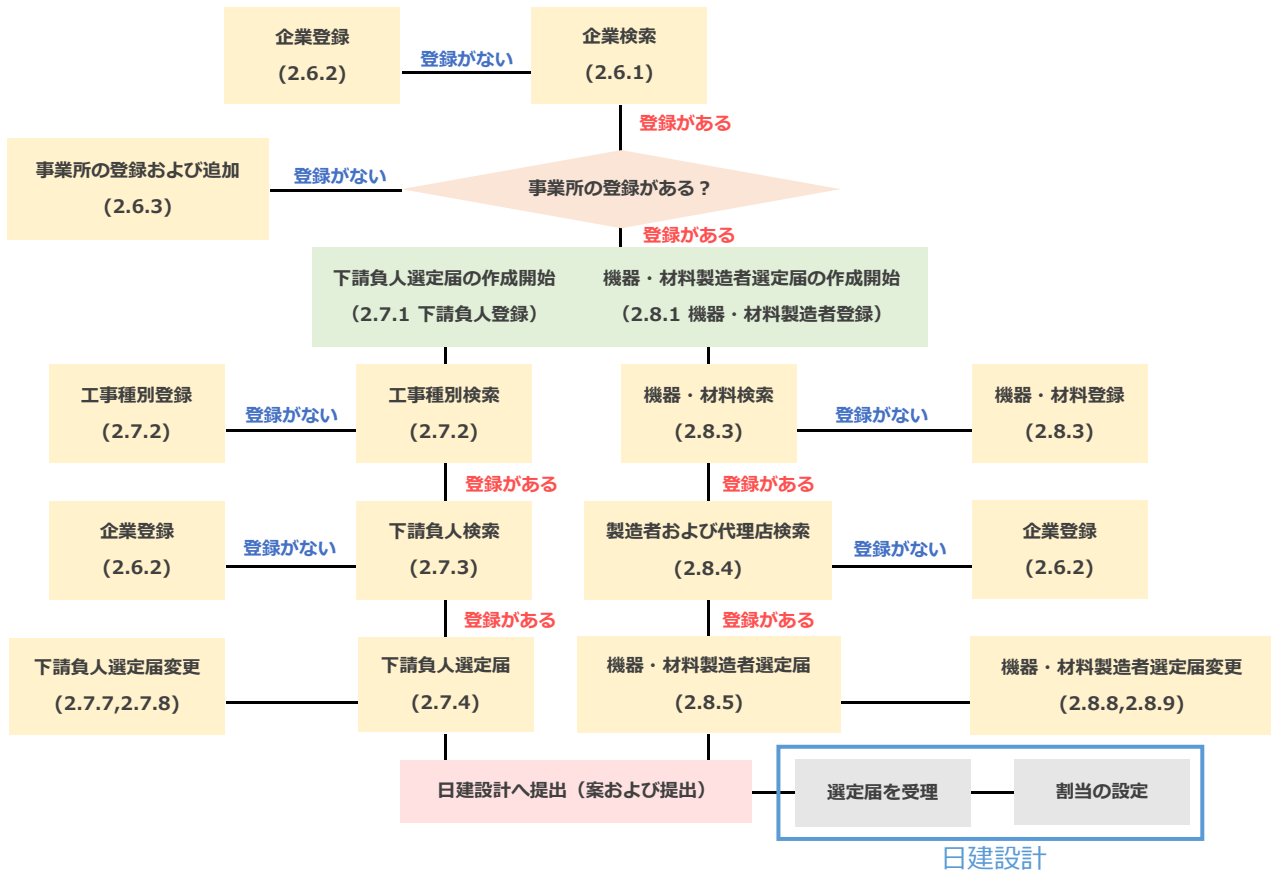 企業登録
(2.6.2)
登録がない
企業検索
(2.6.1)
登録がある
事業所の登録および追加
(2.6.3)
登録がない
事業所の登録がある？
登録がある
下請負人選定届の作成開始
（2.7.1 下請負人登録）
機器・材料製造者選定届の作成開始
（2.8.1 機器・材料製造者登録）
工事種別登録
(2.7.2)
登録がない
工事種別検索
(2.7.2)
機器・材料検索
(2.8.3)
登録がない
機器・材料登録
(2.8.3)
登録がある
登録がある
企業登録
(2.6.2)
登録がない
下請負人検索
(2.7.3)
製造者および代理店検索
(2.8.4)
登録がない
企業登録
(2.6.2)
登録がある
登録がある
下請負人選定届変更
(2.7.7,2.7.8)
下請負人選定届
(2.7.4)
機器・材料製造者選定届
(2.8.5)
機器・材料製造者選定届変更
(2.8.8,2.8.9)
日建設計へ提出（案および提出）
選定届を受理
割当の設定
日建設計